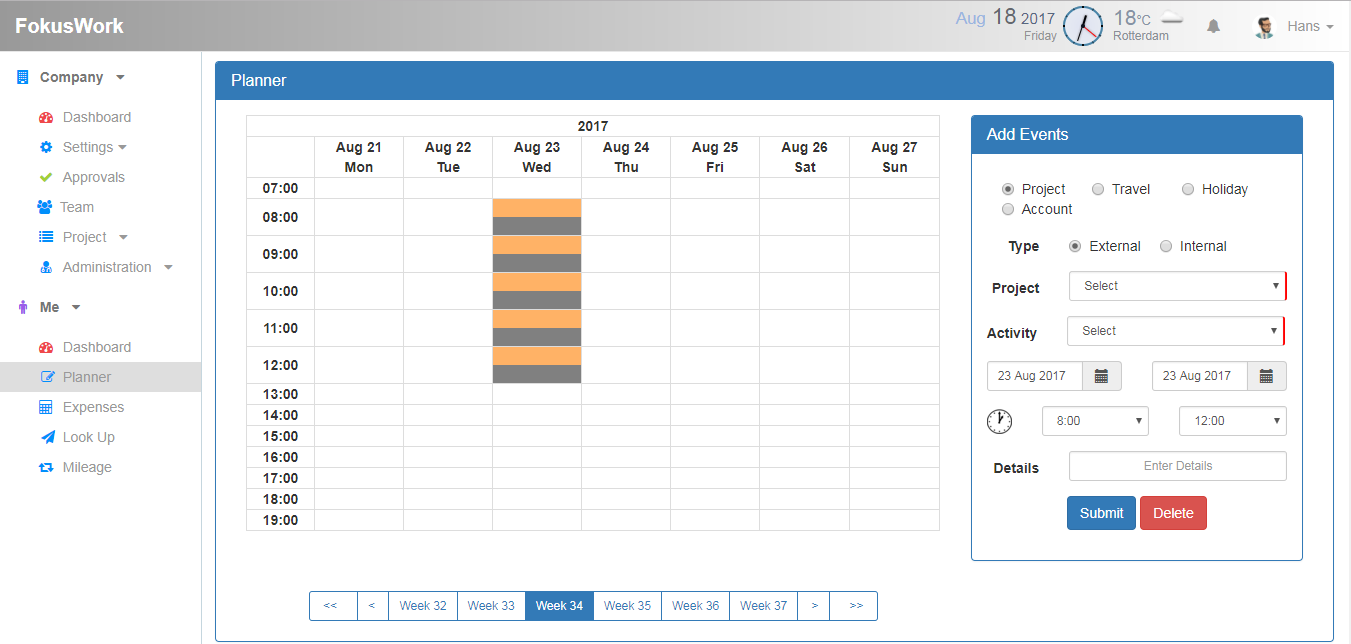 FokusWork
Aug 18 2017
Friday
18°C
Rotterdam
Hans
Company
Dashboard
Settings
Approvals
Team
Project
Administration
Me
Dashboard
Planner
Expenses
Look Up
Mileage
Planner
2017
Aug 21 Aug 22 Aug 23 Aug 24 Aug 25 Aug 26 Aug 27
Mon Tue Wed Thu Fri Sat Sun
07:00
08:00
09:00
10:00
11:00
12:00
13:00
14:00
15:00
16:00
17:00
18:00
19:00
<< < Week 32 Week 33 Week 34 Week 35 Week 36 Week 37 > >>
Add Events
Project Travel Holiday
Account
Type External Internal
Project Select
Activity Select
23 Aug 2017 23 Aug 2017
8:00 12:00
Details Enter Details
Submit Delete